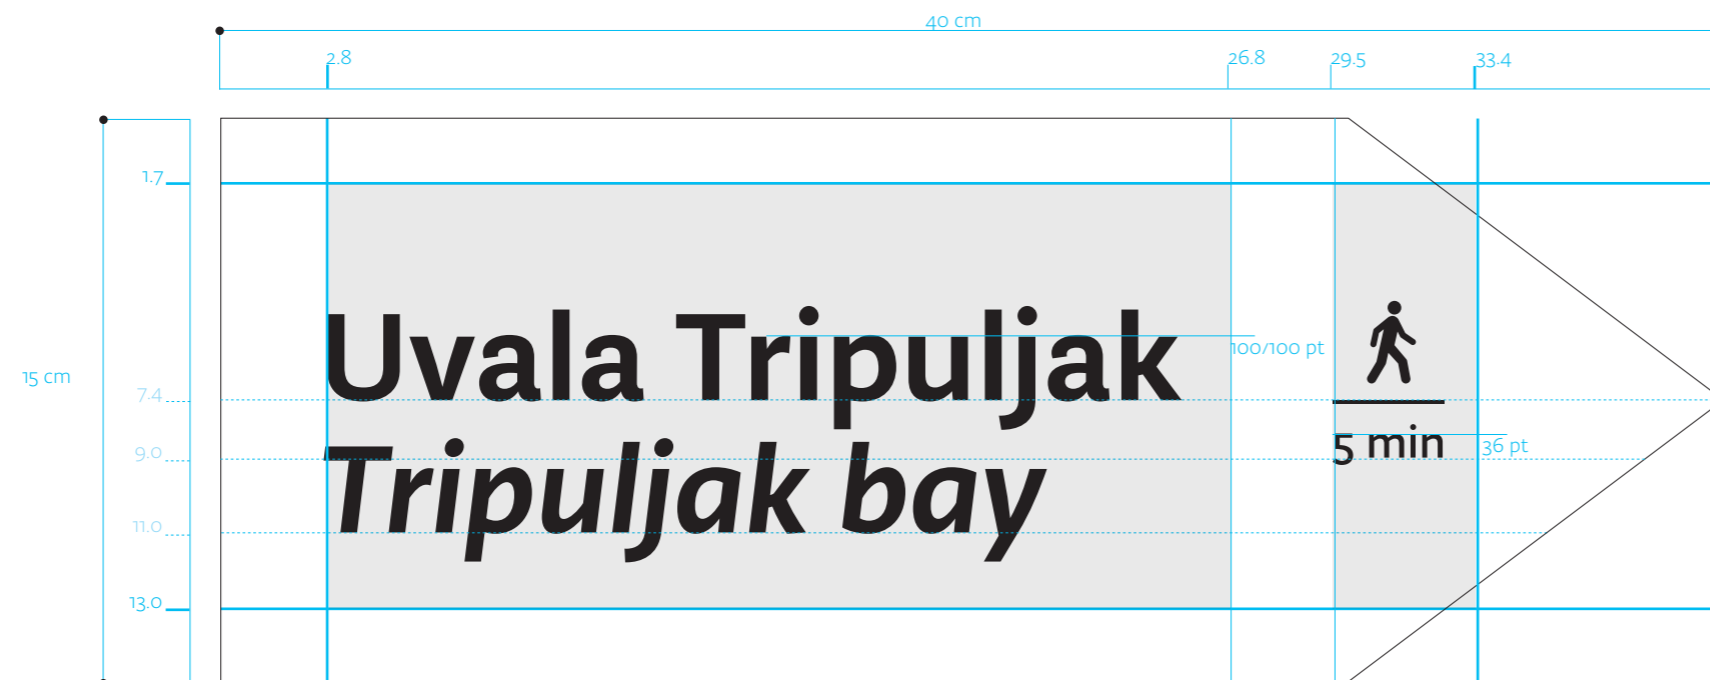 40 cm
2.8
26.8
29.5
33.4
1.7
15 cm
7.4
9.0
11.0
13.0
Uvala Tripuljak
Tripuljak bay
100/100 pt
5 min
36 pt